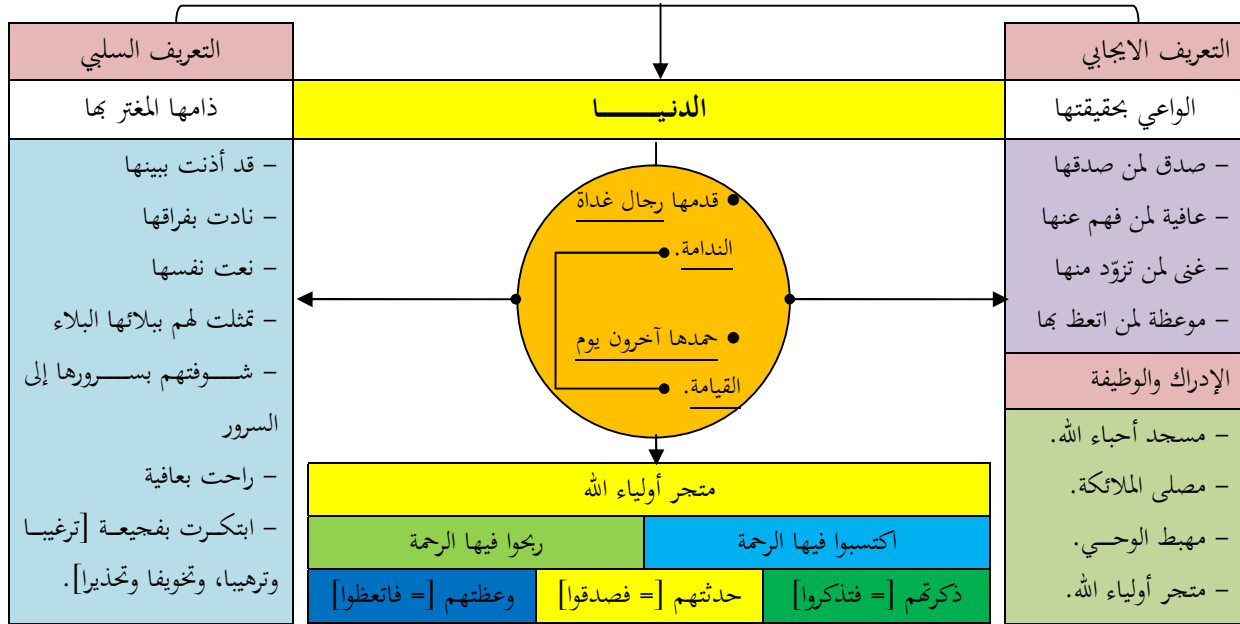 التعريف الايجابي
الواعي بحقيقتها
– صدق لمن صدقها
– عافية لمن فهم عنها
– غنى لمن تزوّد منها
– موعظة لمن اتعظ بها
الإدراك والوظيفة
– مسجد أحباء الله.
– مصلى الملائكة.
– مهبط الوحـــي.
– متجر أولياء الله.
الدنيــــــــا
● قدمها رجال غداة
الندامة.
● حمدها آخرون يوم
القيامة.
متجر أولياء الله
اكتسبوا فيها الرحمة
ربحوا فيها الرحمة
ذكرتهم [= فتذكروا]
حدثتهم [= فصدقوا]
وعظتهم [= فاتعظوا]
التعريف السلبي
ذامها المغتر بها
– قد أذنت ببينها
– نادت بفراقها
– نعت نفسها
– تمثلت لهم ببلائها البلاء
– شـــوفتهم بســـرورها إلى
السرور
– راحت بعافية
– ابتكـرت بفجيعـة [ترغيبـا
وترهيبا، وتخويفا وتحذيرا].